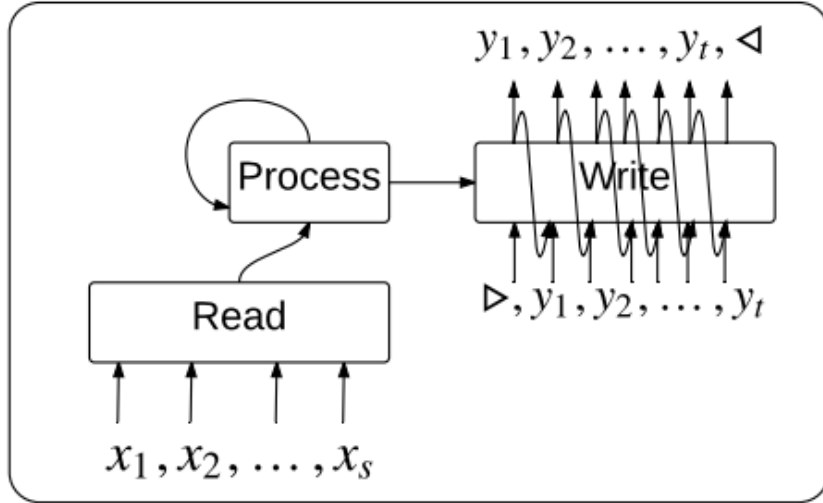 y₁, y₂, …, yₜ, ◁
Process
Write
Read
▷, y₁, y₂, …, yₜ
x₁, x₂, …, xₛ